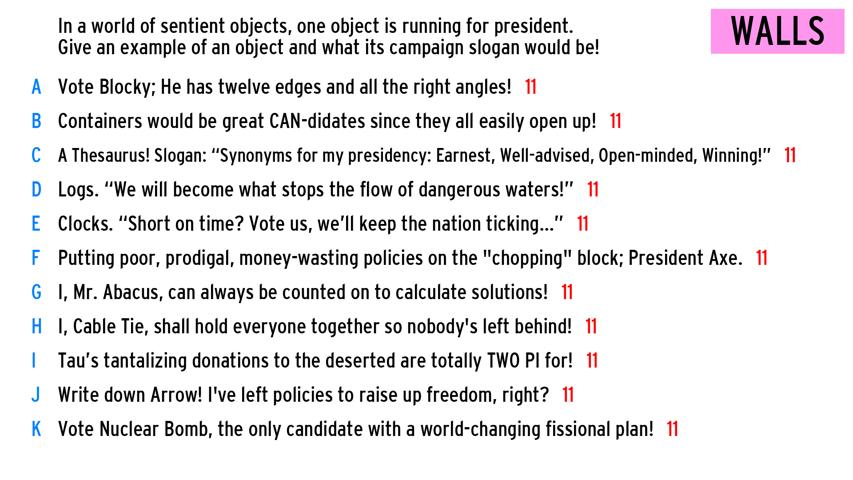 In a world of sentient objects, one object is running for president.
Give an example of an object and what its campaign slogan would be!
WALLS
A Vote Blocky; He has twelve edges and all the right angles! 11
B Containers would be great CAN-didates since they all easily open up! 11
C A Thesaurus! Slogan: “Synonyms for my presidency: Earnest, Well-advised, Open-minded, Winning!” 11
D Logs. “We will become what stops the flow of dangerous waters!” 11
E Clocks. “Short on time? Vote us, we’ll keep the nation ticking...” 11
F Putting poor, prodigal, money-wasting policies on the "chopping" block; President Axe. 11
G I, Mr. Abacus, can always be counted on to calculate solutions! 11
H I, Cable Tie, shall hold everyone together so nobody's left behind! 11
I Tau’s tantalizing donations to the deserted are totally TWO PI for! 11
J Write down Arrow! I've left policies to raise up freedom, right? 11
K Vote Nuclear Bomb, the only candidate with a world-changing fissional plan! 11